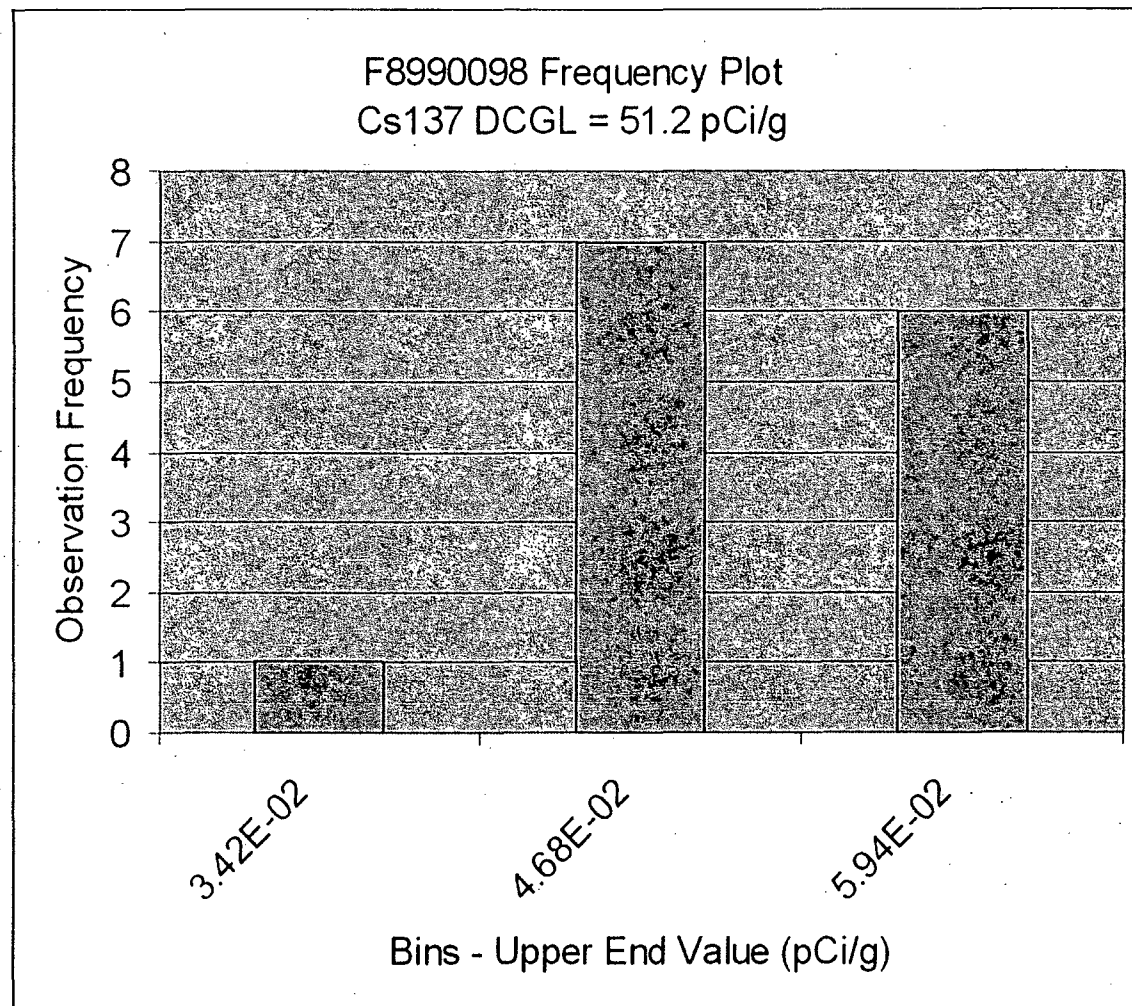 F8990098 Frequency Plot
Cs137 DCGL = 51.2 pCi/g
Observation Frequency
8
7
6
5
4
3
2
1
0
3.42E-02
4.68E-02
5.94E-02
Bins - Upper End Value (pCi/g)